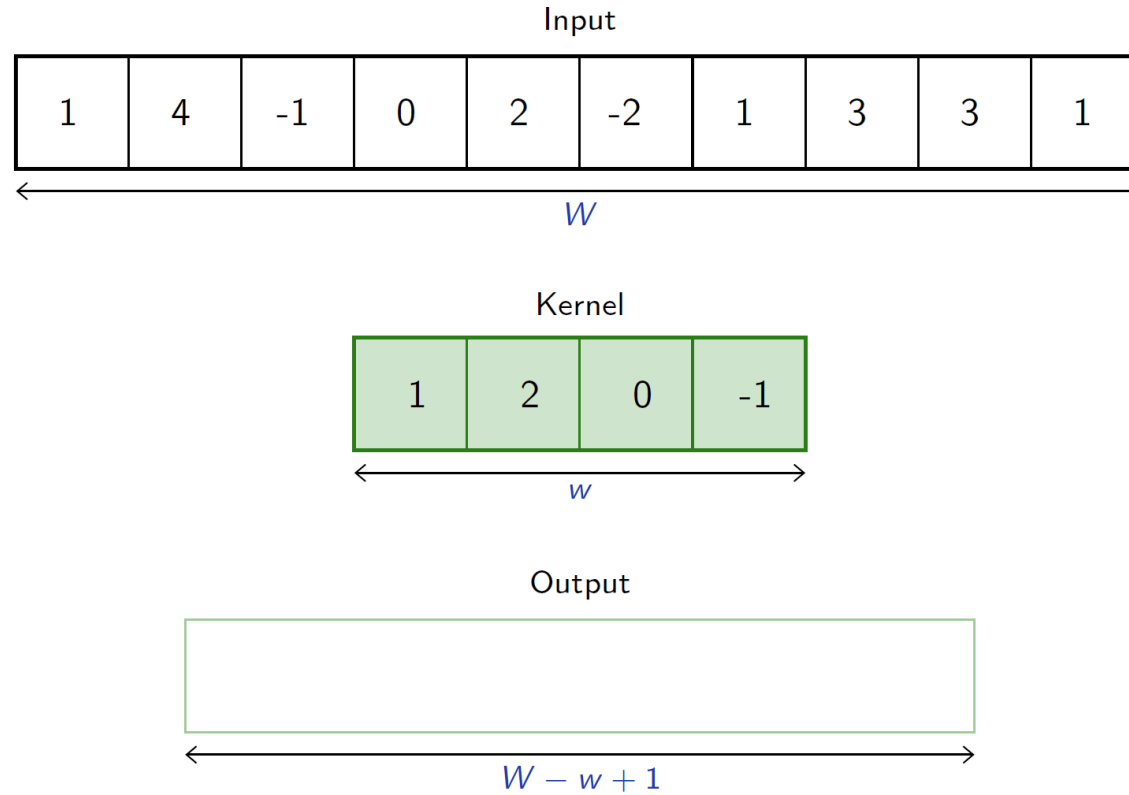 Input
1 4 -1 0 2 -2 1 3 3 1
W
Kernel
1 2 0 -1
w
Output
W − w + 1